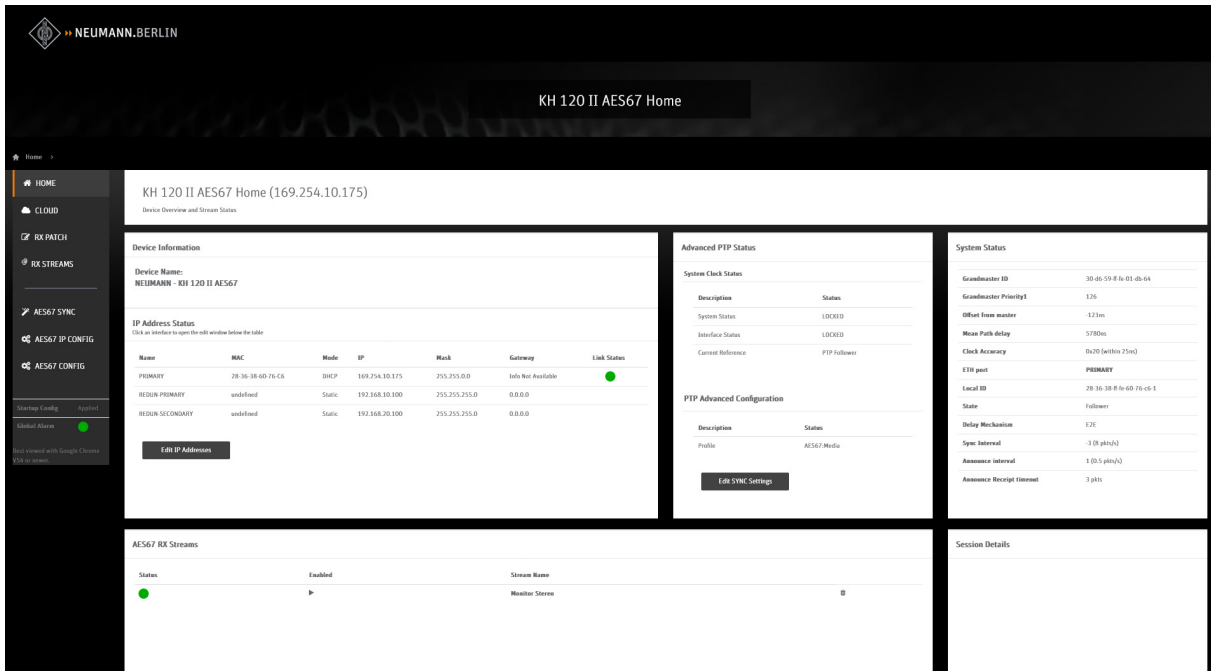 NEUMANN.BERLIN
KH 120 II AES67 Home
Home >
HOME
CLOUD
RX PATCH
RX STREAMS
AES67 SYNC
AES67 IP CONFIG
AES67 CONFIG
Startup Config Applied
Global Alarm
Best viewed with Google Chrome
V56 or newer.
KH 120 II AES67 Home (169.254.10.175)
Device Overview and Stream Status
Device Information
Device Name:
NEUMANN - KH 120 II AES67
IP Address Status
Click an interface to open the edit window below the table
Name MAC Mode IP Mask Gateway Link Status
PRIMARY 28-36-38-60-76-C6 DHCP 169.254.10.175 255.255.0.0 Info Not Available
REDUN-PRIMARY undefined Static 192.168.10.100 255.255.255.0 0.0.0.0
REDUN-SECONDARY undefined Static 192.168.20.100 255.255.255.0 0.0.0.0
Edit IP Addresses
Advanced PTP Status
System Clock Status
Description Status
System Status LOCKED
Interface Status LOCKED
Current Reference PTP Follower
PTP Advanced Configuration
Description Status
Profile AES67:Media
Edit SYNC Settings
System Status
Grandmaster ID 30-d6-59-ff-fe-01-db-64
Grandmaster Priority1 126
Offset from master -121ns
Mean Path delay 5780ns
Clock Accuracy 0x20 (within 25ns)
ETH port PRIMARY
Local ID 28-36-38-ff-fe-60-76-c6-1
State Follower
Delay Mechanism E2E
Sync Interval -3 (8 pkts/s)
Announce interval 1 (0.5 pkts/s)
Announce Receipt timeout 3 pkts
AES67 RX Streams
Status Enabled Stream Name
Monitor Stereo
Session Details